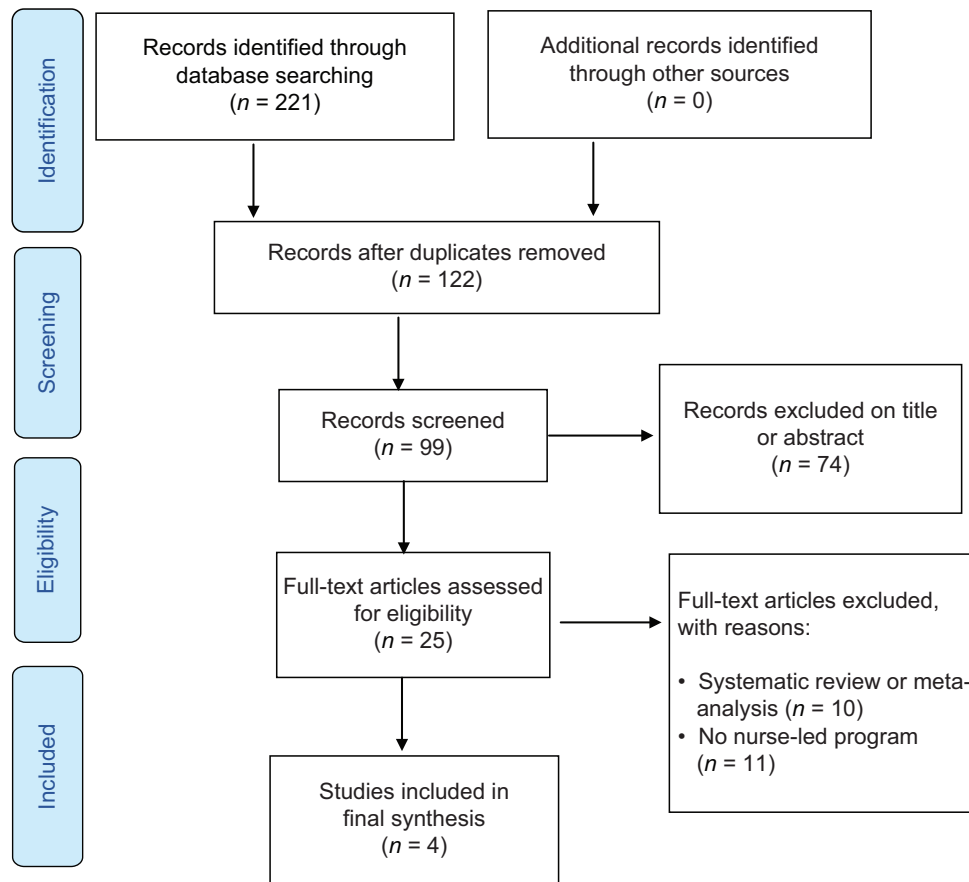 Identification
Records identified through
database searching
(n = 221)
Additional records identified
through other sources
(n = 0)
Records after duplicates removed
(n = 122)
Screening
Records screened
(n = 99)
Records excluded on title
or abstract
(n = 74)
Eligibility
Full-text articles assessed
for eligibility
(n = 25)
Full-text articles excluded,
with reasons:
• Systematic review or meta-
analysis (n = 10)
• No nurse-led program
(n = 11)
Included
Studies included in
final synthesis
(n = 4)